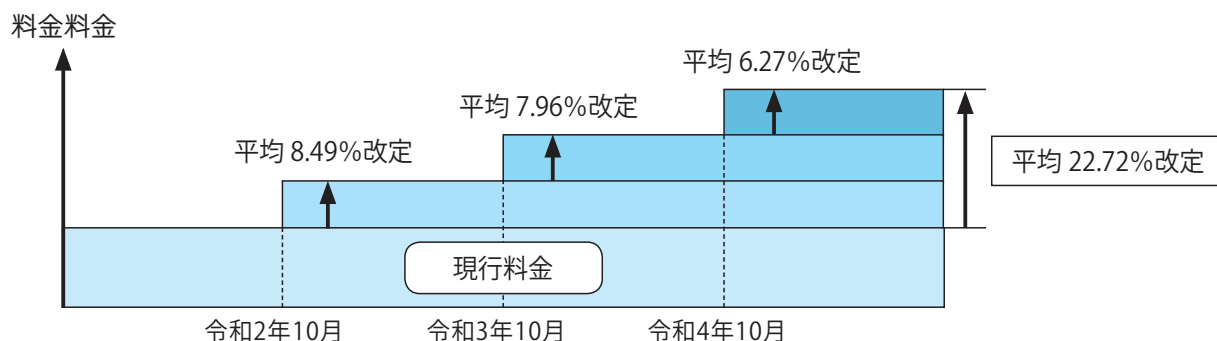 料金料金
平均 6.27%改定
平均 7.96%改定
平均 8.49%改定
平均 22.72%改定
現行料金
令和2年10月
令和3年10月
令和4年10月